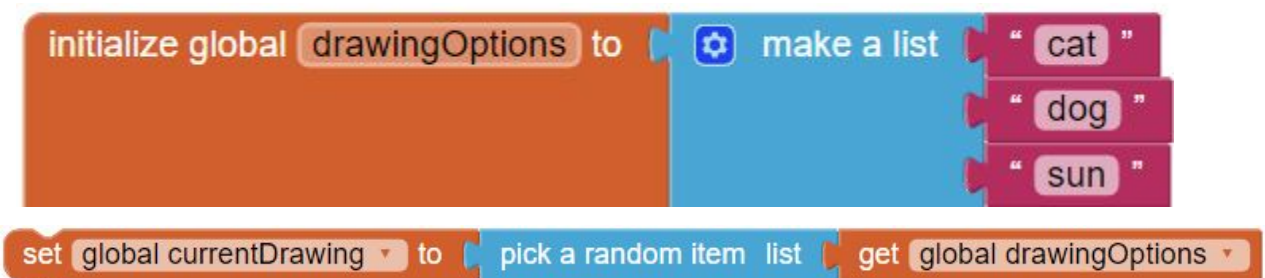 initialize global drawingOptions to make a list “ cat ”
“ dog ”
“ sun ”
set global currentDrawing to pick a random item list get global drawingOptions